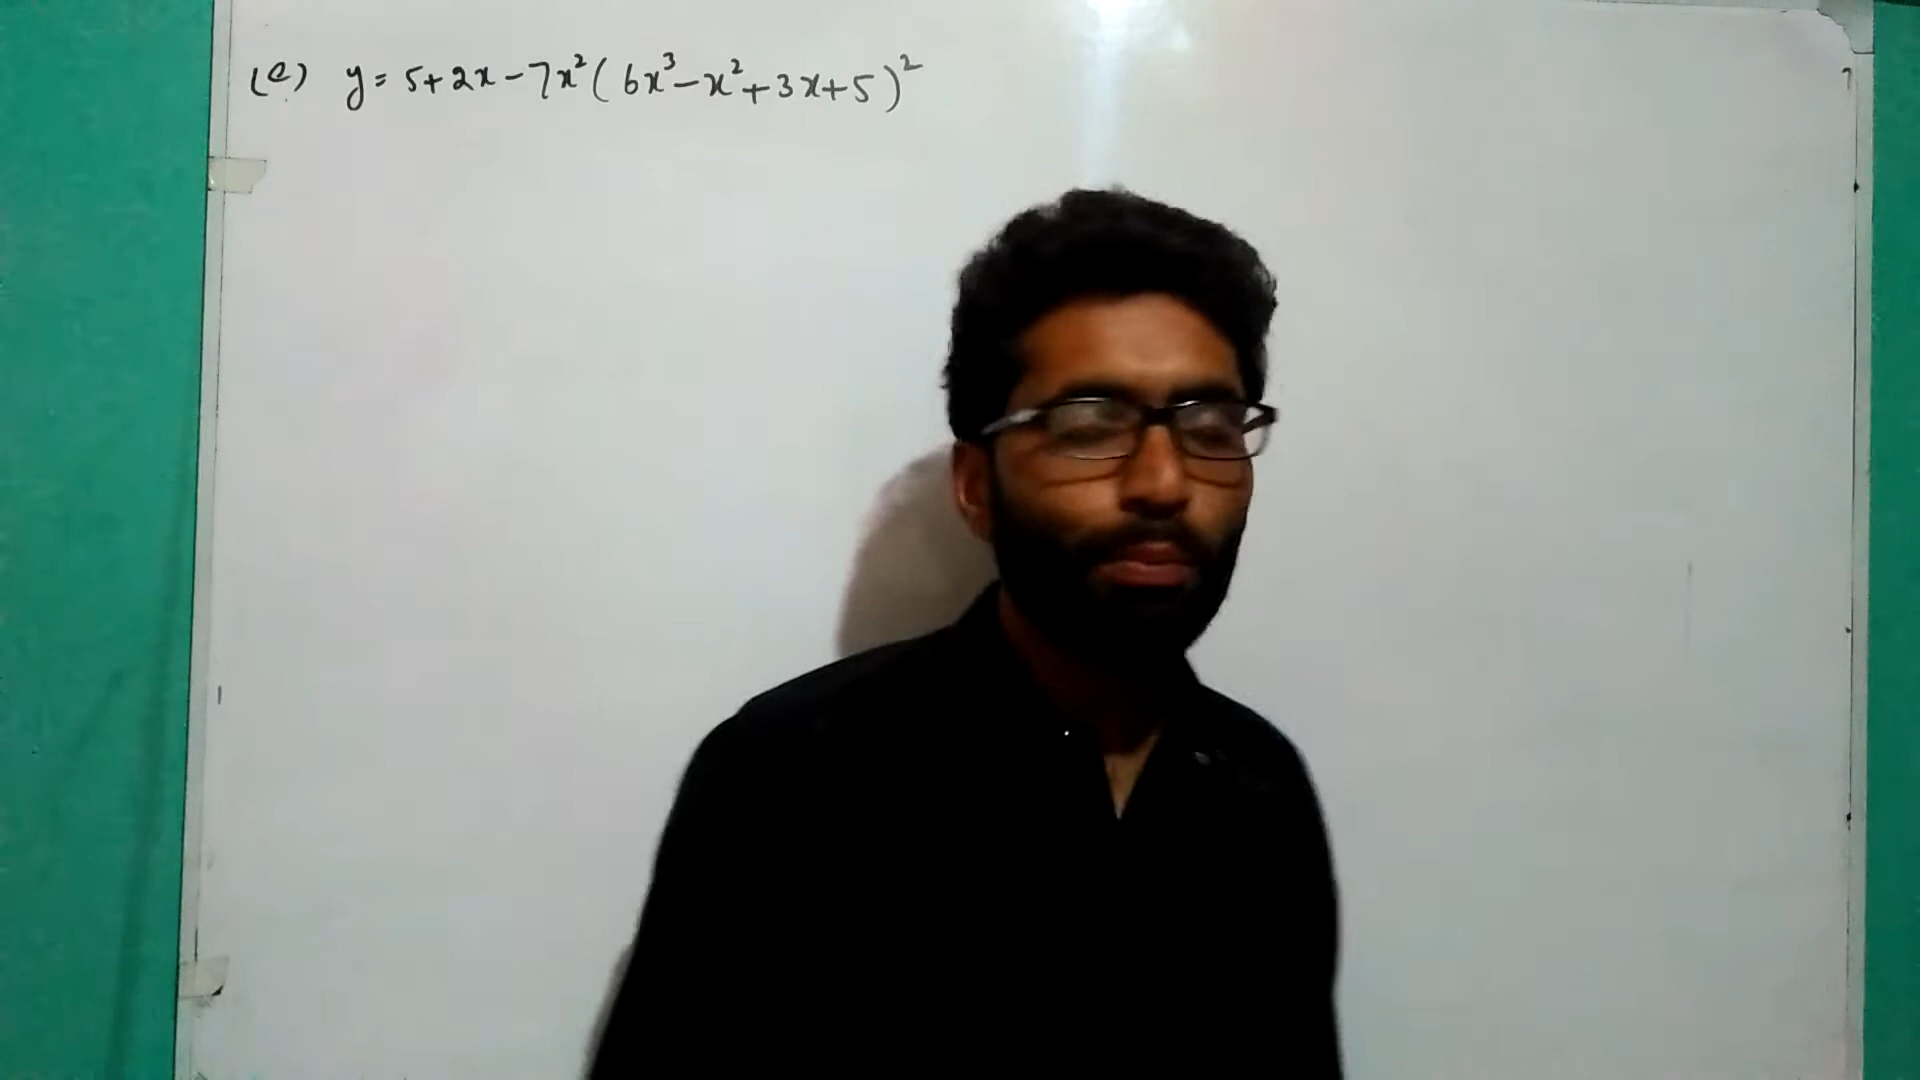 (e) y = 5+2x-7x²(6x³-x²+3x+5)²